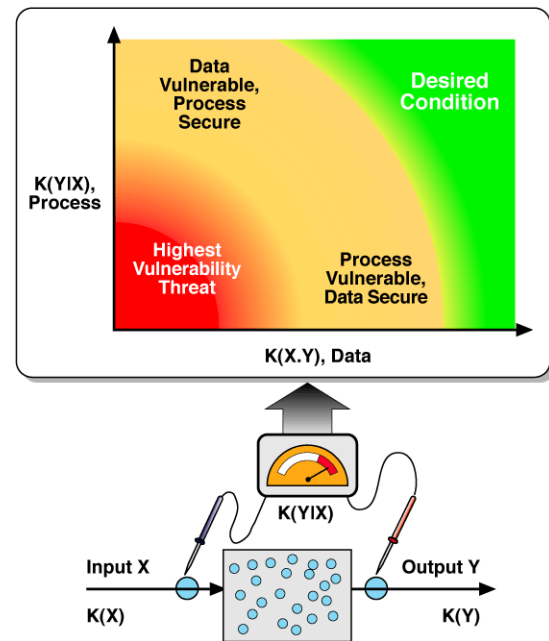 Data
Vulnerable,
Process
Secure
Desired
Condition
K(Y|X),
Process
Highest
Vulnerability
Threat
Process
Vulnerable,
Data Secure
K(X.Y), Data
K(Y|X)
Input X
Output Y
K(X)
K(Y)